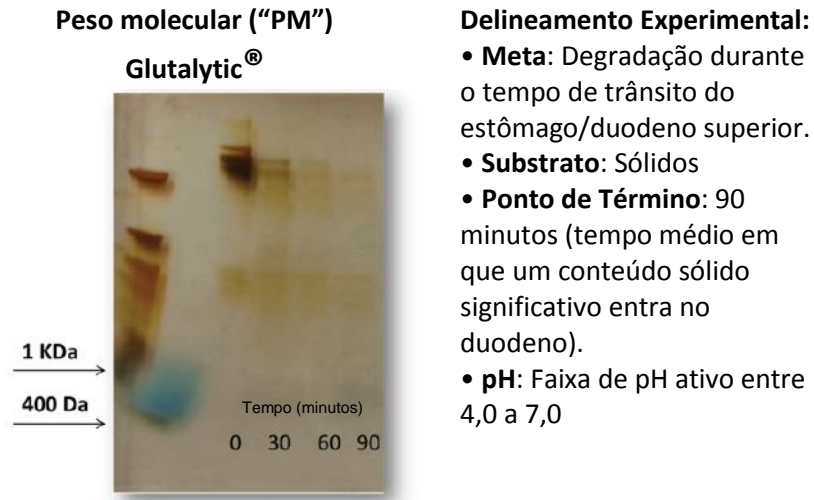 Peso molecular (“PM”)
Glutalytic®
1 KDa
400 Da
Tempo (minutos)
0 30 60 90
Delineamento Experimental:
• Meta: Degradação durante
o tempo de trânsito do
estômago/duodeno superior.
• Substrato: Sólidos
• Ponto de Término: 90
minutos (tempo médio em
que um conteúdo sólido
significativo entra no
duodeno).
• pH: Faixa de pH ativo entre
4,0 a 7,0